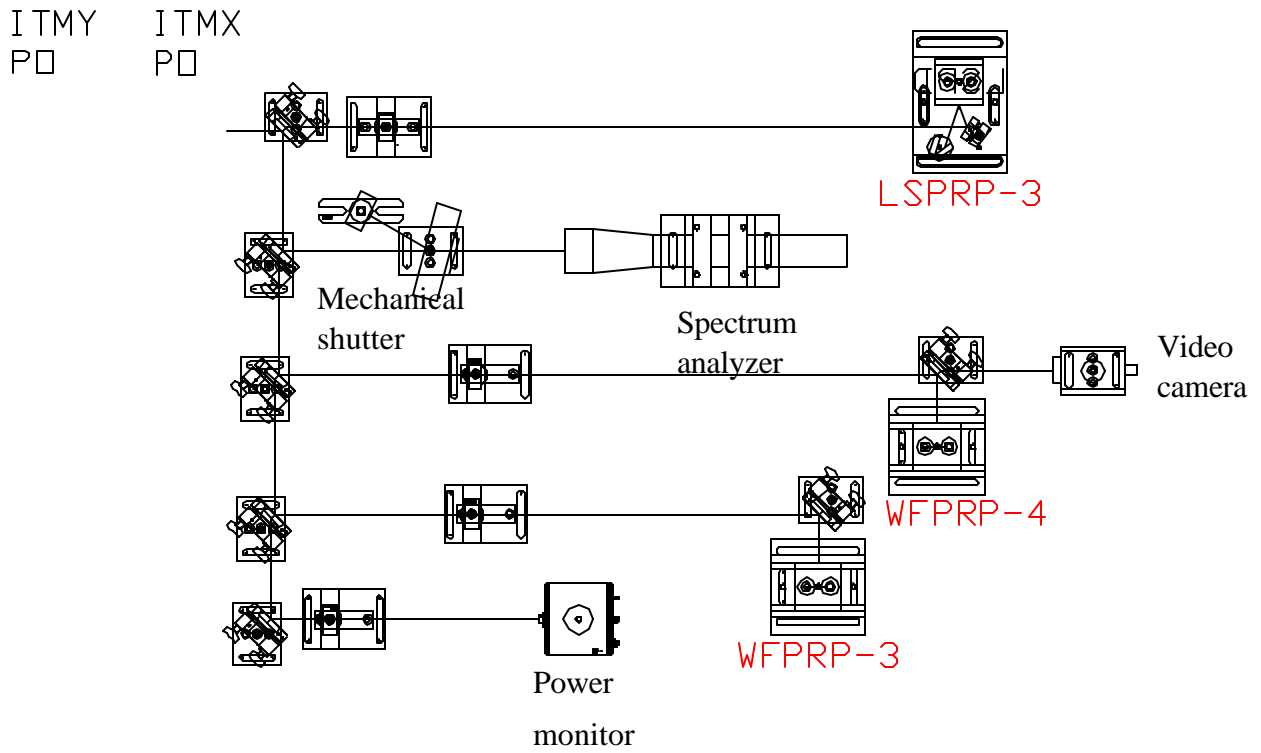 ITMY ITMX
PO PO
LSPRP-3
Mechanical
shutter
Spectrum
analyzer
Video
camera
WFPRP-4
WFPRP-3
Power
monitor